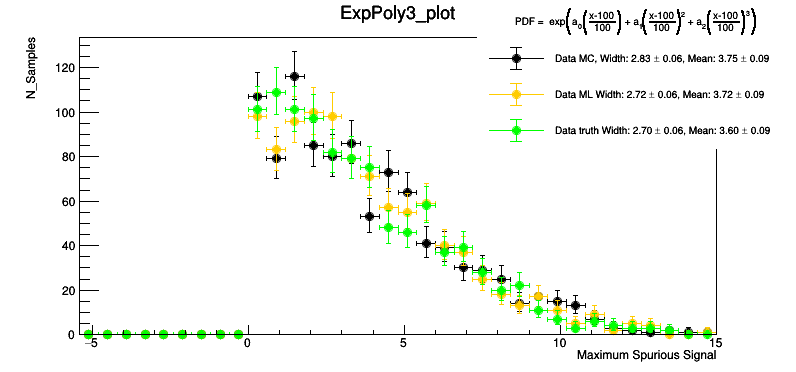 ExpPoly3_plot
PDF = exp(a0(x-100/100) + a1(x-100/100)^2 + a2(x-100/100)^3)
Data MC, Width: 2.83 ± 0.06, Mean: 3.75 ± 0.09
Data ML Width: 2.72 ± 0.06, Mean: 3.72 ± 0.09
Data truth Width: 2.70 ± 0.06, Mean: 3.60 ± 0.09
N_Samples
120
100
80
60
40
20
0
−5 0 5 10 15
Maximum Spurious Signal